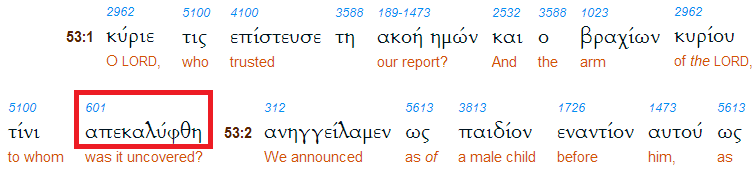 2962 5100 4100 3588 189-1473 2532 3588 1023 2962
53:1 κύριε τις επίστευσε τη ακοή ημών και ο βραχίων κυρίου
O LORD, who trusted our report? And the arm of the LORD,
5100 601 312 5613 3813 1726 1473 5613
τίνι απεκαλύφθη 53:2 ανηγγείλαμεν ως παιδίον εναντίον αυτού ως
to whom was it uncovered? We announced as of a male child before him, as